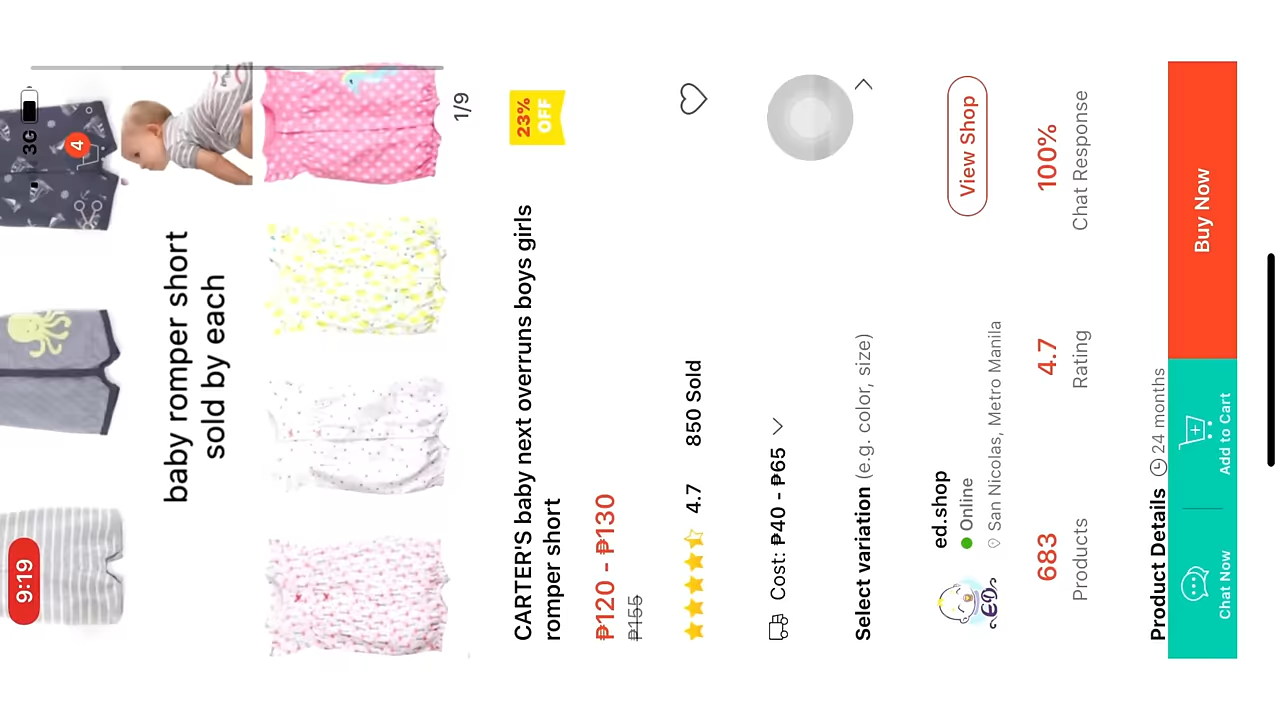 9:19
3G
4
baby romper short
sold by each
1/9
CARTER'S baby next overruns boys girls
romper short
23%
OFF
₱120 - ₱130
₱155
4.7 850 Sold
Cost: ₱40 - ₱65
Select variation (e.g. color, size)
ed.shop
Online
San Nicolas, Metro Manila
View Shop
683 4.7 100%
Products Rating Chat Response
Product Details 24 months
Chat Now
Add to Cart
Buy Now
ED